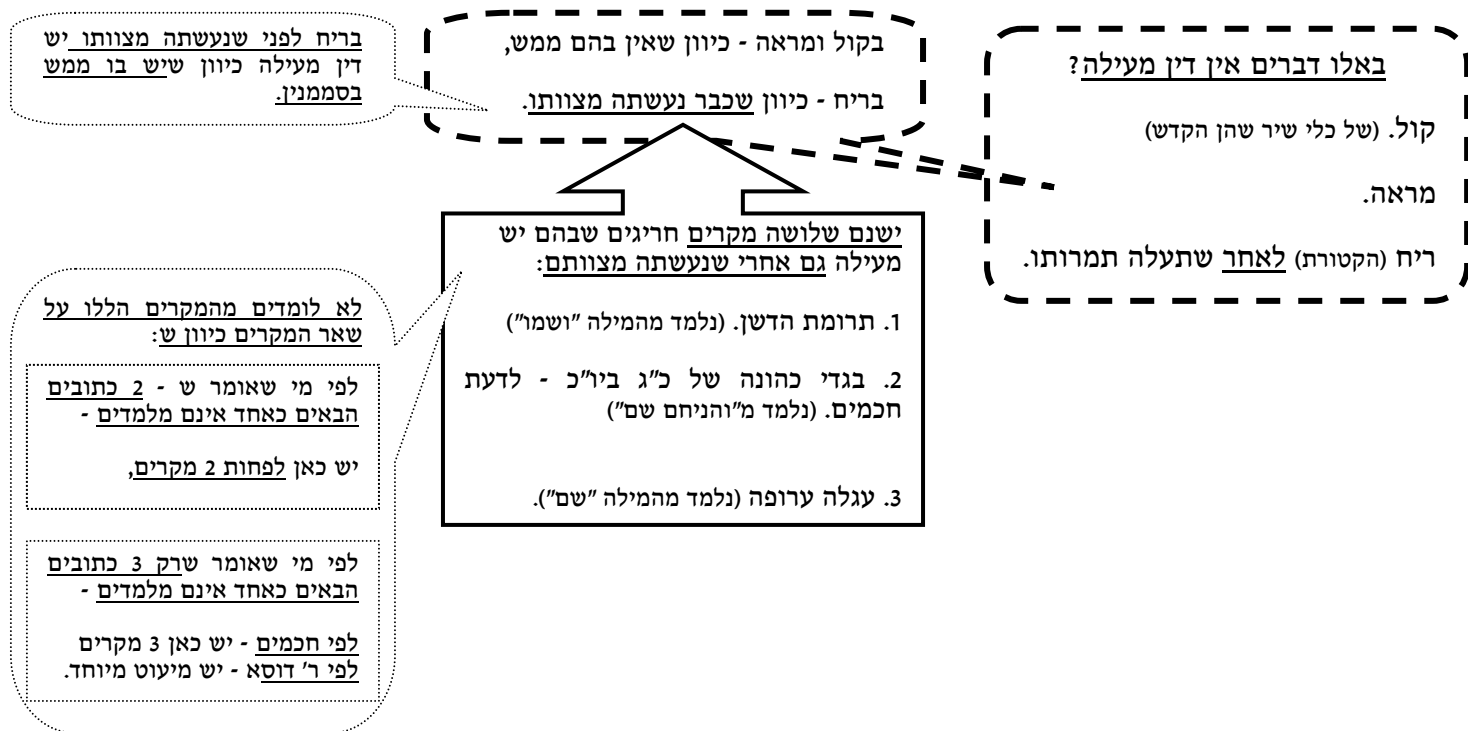 באלו דברים אין דין מעילה?
קול. (של כלי שיר שהן הקדש)
מראה.
ריח (הקטורת) לאחר שתעלה תמרותו.
בקול ומראה - כיוון שאין בהם ממש,
בריח - כיוון שכבר נעשתה מצוותו.
בריח לפני שנעשתה מצוותו יש
דין מעילה כיוון שיש בו ממש
בסממנין.
ישנם שלושה מקרים חריגים שבהם יש
מעילה גם אחרי שנעשתה מצוותם:
1. תרומת הדשן. (נלמד מהמילה "ושמו")
2. בגדי כהונה של כ"ג ביו"כ - לדעת
חכמים. (נלמד מ"והניחם שם")
3. עגלה ערופה (נלמד מהמילה "שם").
לא לומדים מהמקרים הללו על
שאר המקרים כיוון ש:
לפי מי שאומר ש - 2 כתובים
הבאים כאחד אינם מלמדים -
יש כאן לפחות 2 מקרים,
לפי מי שאומר שרק 3 כתובים
הבאים כאחד אינם מלמדים -
לפי חכמים - יש כאן 3 מקרים
לפי ר' דוסא - יש מיעוט מיוחד.